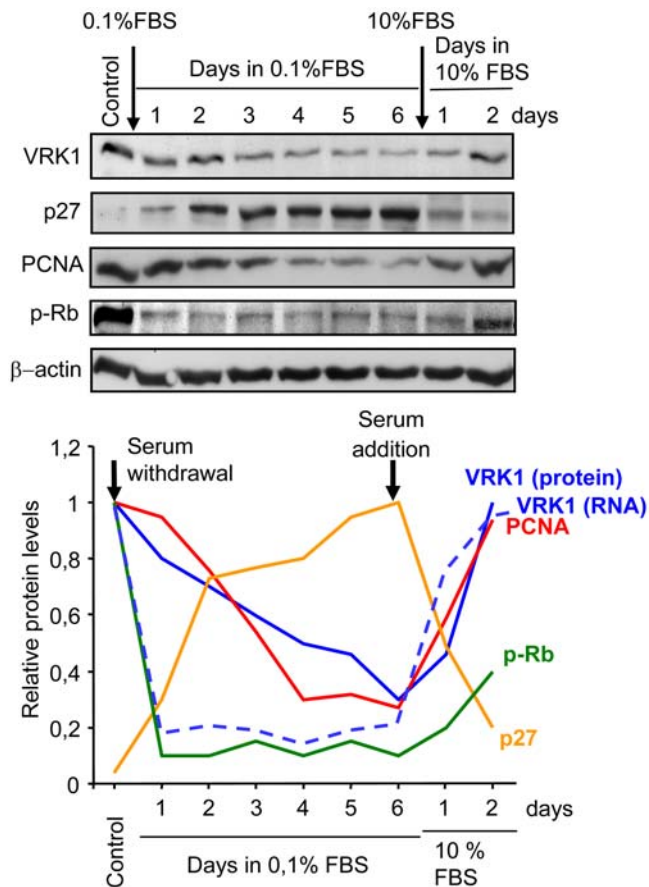 0.1%FBS 10%FBS
Control
Days in 0.1%FBS
Days in
10% FBS
1 2 3 4 5 6 1 2 days
VRK1
p27
PCNA
p-Rb
β–actin
Serum
withdrawal
Serum
addition
VRK1 (protein)
VRK1 (RNA)
PCNA
p-Rb
p27
Relative protein levels
1,2
1
0,8
0,6
0,4
0,2
0
Control
1 2 3 4 5 6 1 2 days
Days in 0,1% FBS
10 %
FBS